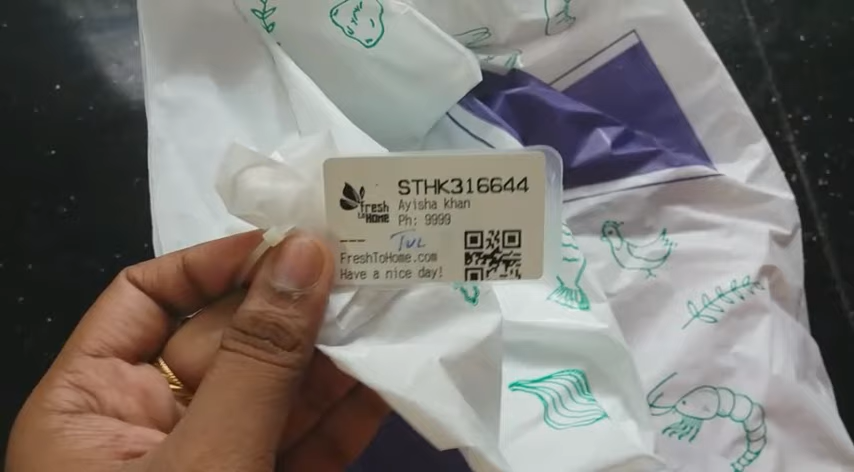 STHK316644
fresh
to
HOME
Ayisha khan
Ph: 9999
---
TVL
FreshToHome.com
Have a nice day!